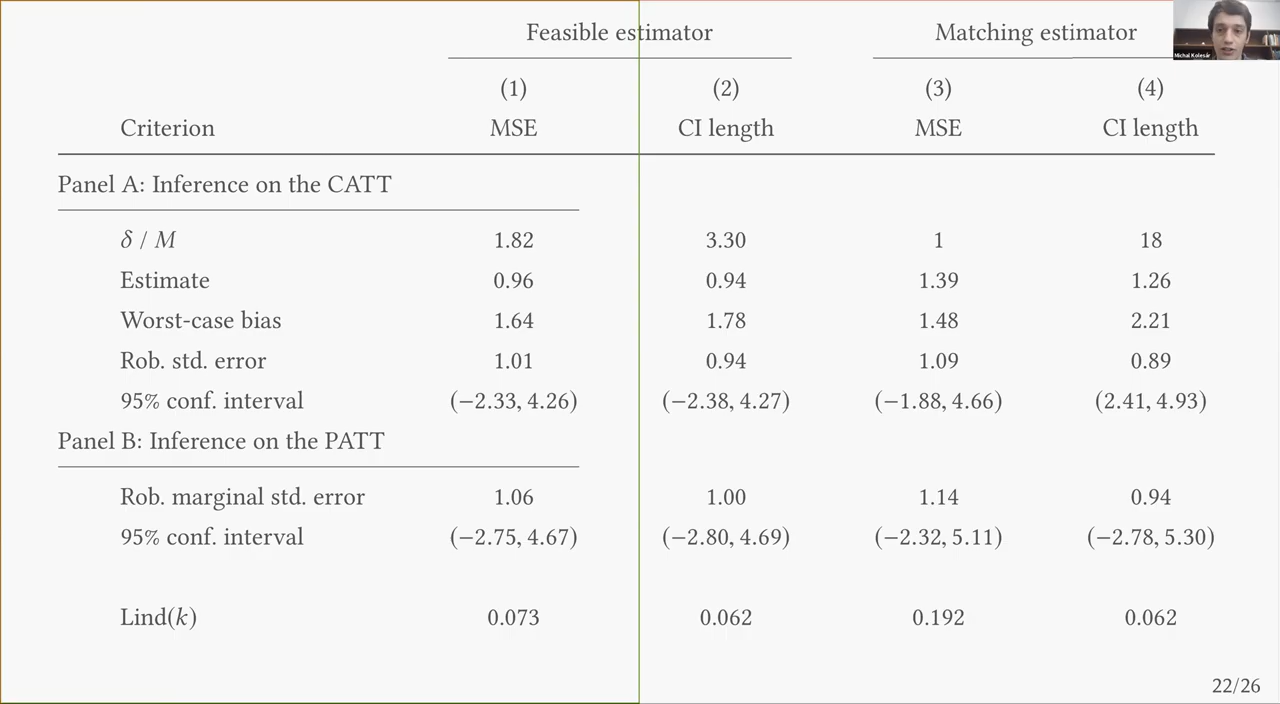 Feasible estimator Matching estimator
Michal Kolesár
(1) (2) (3) (4)
Criterion MSE CI length MSE CI length
Panel A: Inference on the CATT
δ / M 1.82 3.30 1 18
Estimate 0.96 0.94 1.39 1.26
Worst-case bias 1.64 1.78 1.48 2.21
Rob. std. error 1.01 0.94 1.09 0.89
95% conf. interval (−2.33, 4.26) (−2.38, 4.27) (−1.88, 4.66) (2.41, 4.93)
Panel B: Inference on the PATT
Rob. marginal std. error 1.06 1.00 1.14 0.94
95% conf. interval (−2.75, 4.67) (−2.80, 4.69) (−2.32, 5.11) (−2.78, 5.30)
Lind(k) 0.073 0.062 0.192 0.062
22/26